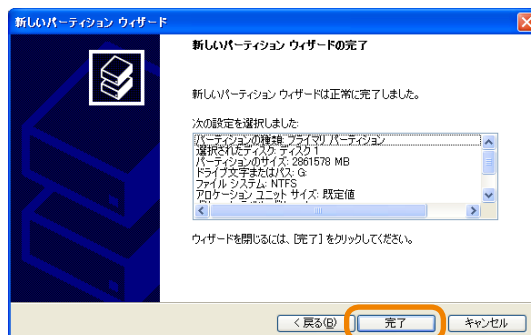 新しいパーティション ウィザード
新しいパーティション ウィザードの完了
新しいパーティション ウィザードは正常に完了しました。
次の設定を選択しました:
パーティションの種類: プライマリ パーティション
選択されたディスク: ディスク 1
パーティションのサイズ: 2861578 MB
ドライブ文字またはパス: G:
ファイル システム: NTFS
アロケーション ユニット サイズ: 既定値
ウィザードを閉じるには、[完了] をクリックしてください。
< 戻る(B)
完了
キャンセル